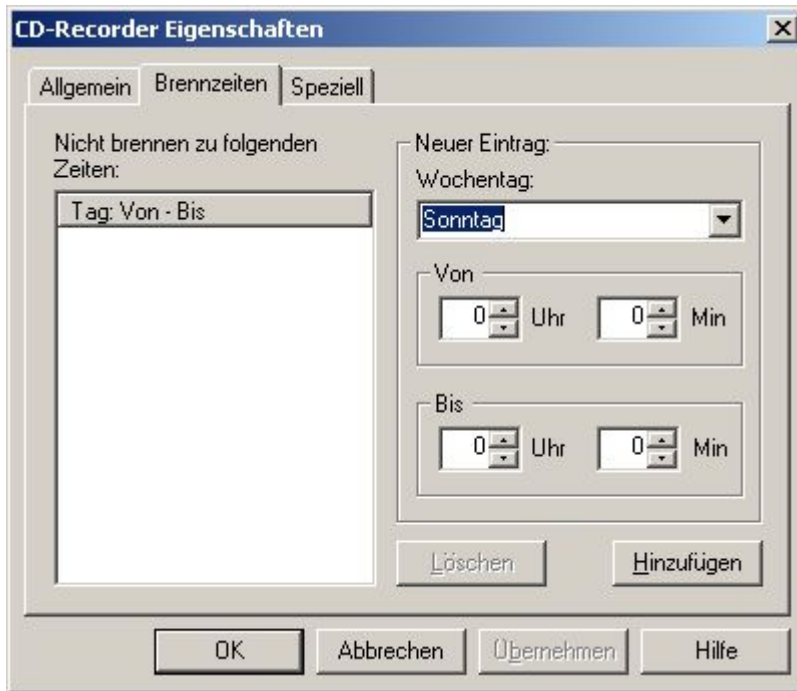 CD-Recorder Eigenschaften
Allgemein
Brennzeiten
Speziell
Nicht brennen zu folgenden
Zeiten:
Tag: Von - Bis
Neuer Eintrag:
Wochentag:
Sonntag
Von
0 Uhr 0 Min
Bis
0 Uhr 0 Min
Löschen
Hinzufügen
OK
Abbrechen
Übernehmen
Hilfe